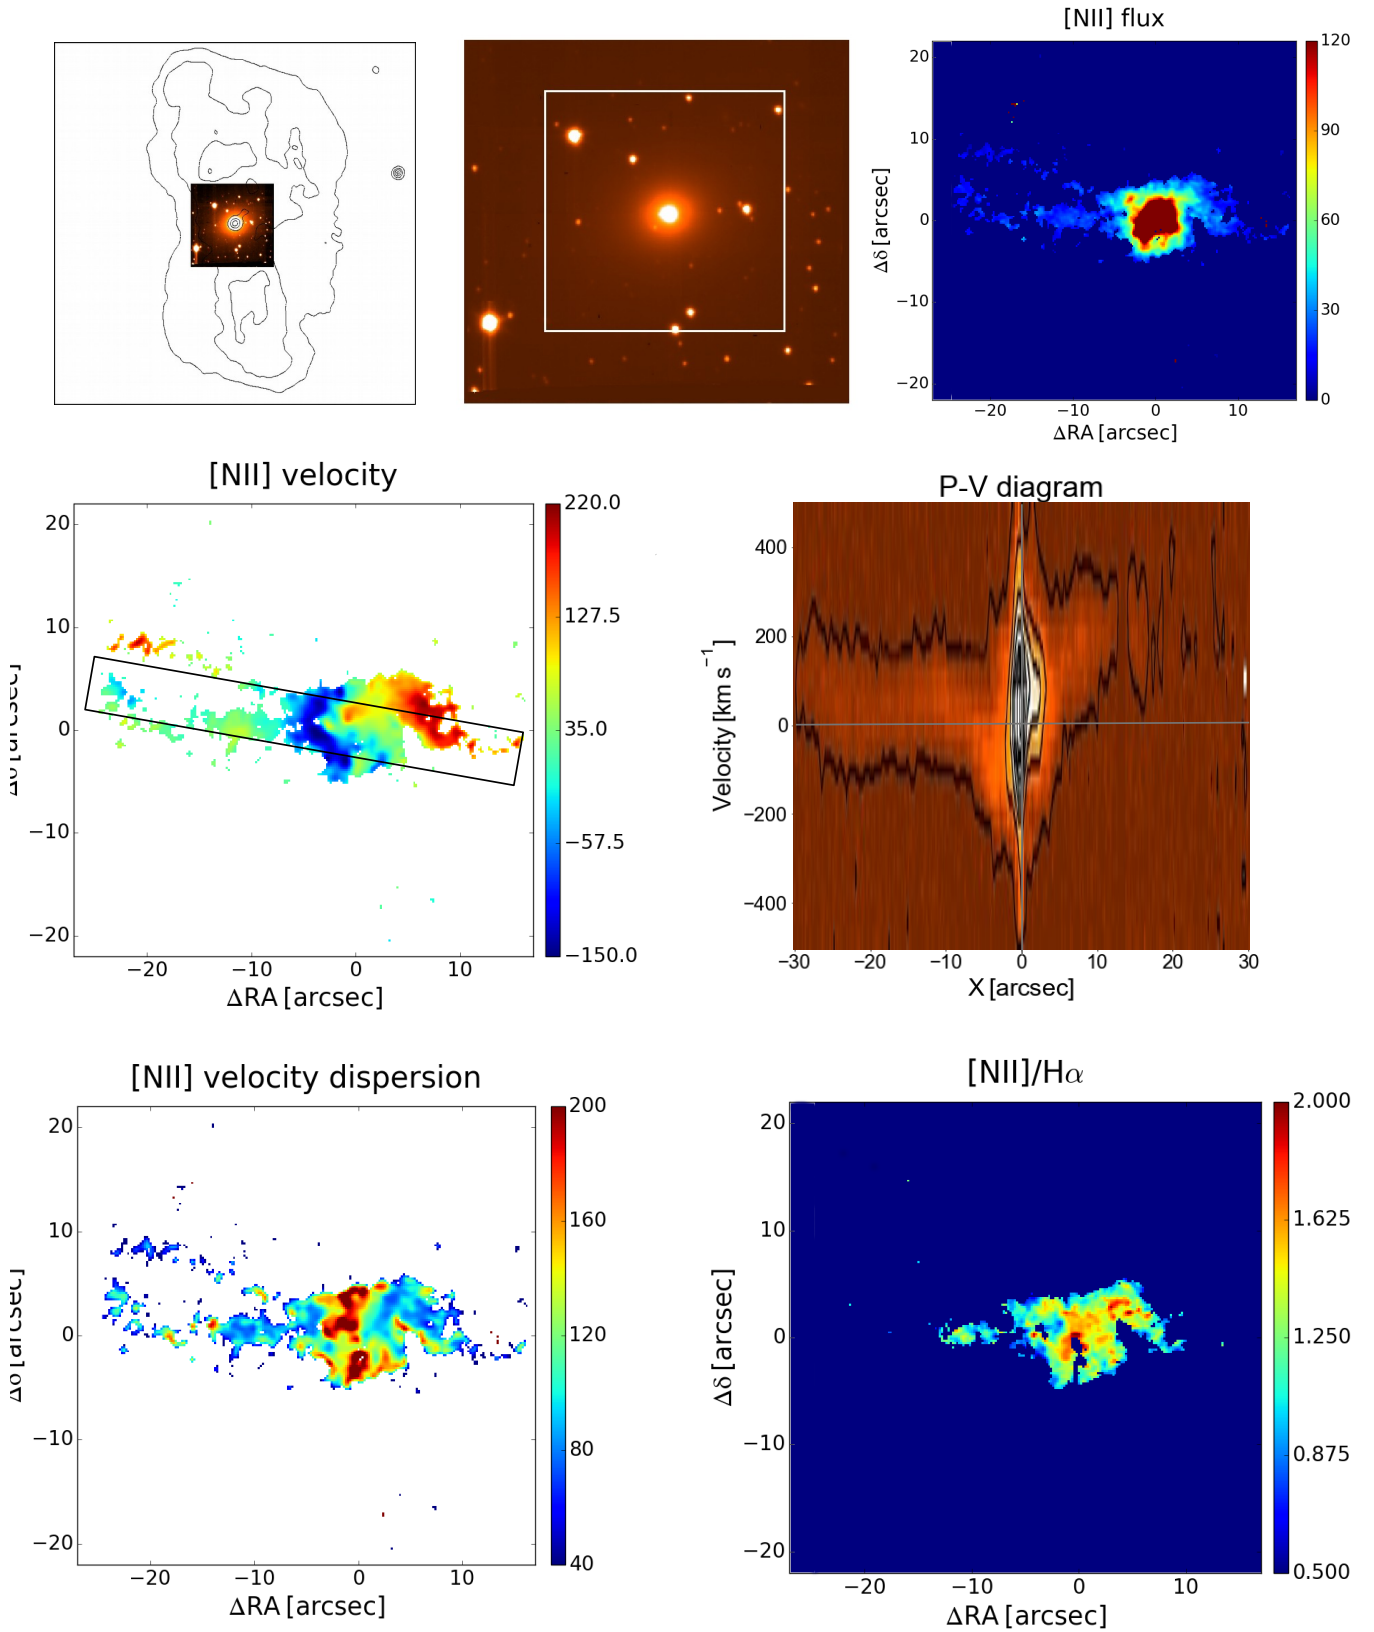 [NII] flux
20
10
0
−10
−20
Δδ [arcsec]
−20 −10 0 10
ΔRA [arcsec]
120
90
60
30
0
[NII] velocity
20
10
0
−10
−20
−20 −10 0 10
ΔRA [arcsec]
220.0
127.5
35.0
−57.5
−150.0
P-V diagram
400
200
0
−200
−400
Velocity [km s⁻¹]
−30 −20 −10 0 10 20 30
X [arcsec]
[NII] velocity dispersion
20
10
0
−10
−20
−20 −10 0 10
ΔRA [arcsec]
200
160
120
80
40
[NII]/Hα
20
10
0
−10
−20
Δδ [arcsec]
−20 −10 0 10
ΔRA [arcsec]
2.000
1.625
1.250
0.875
0.500